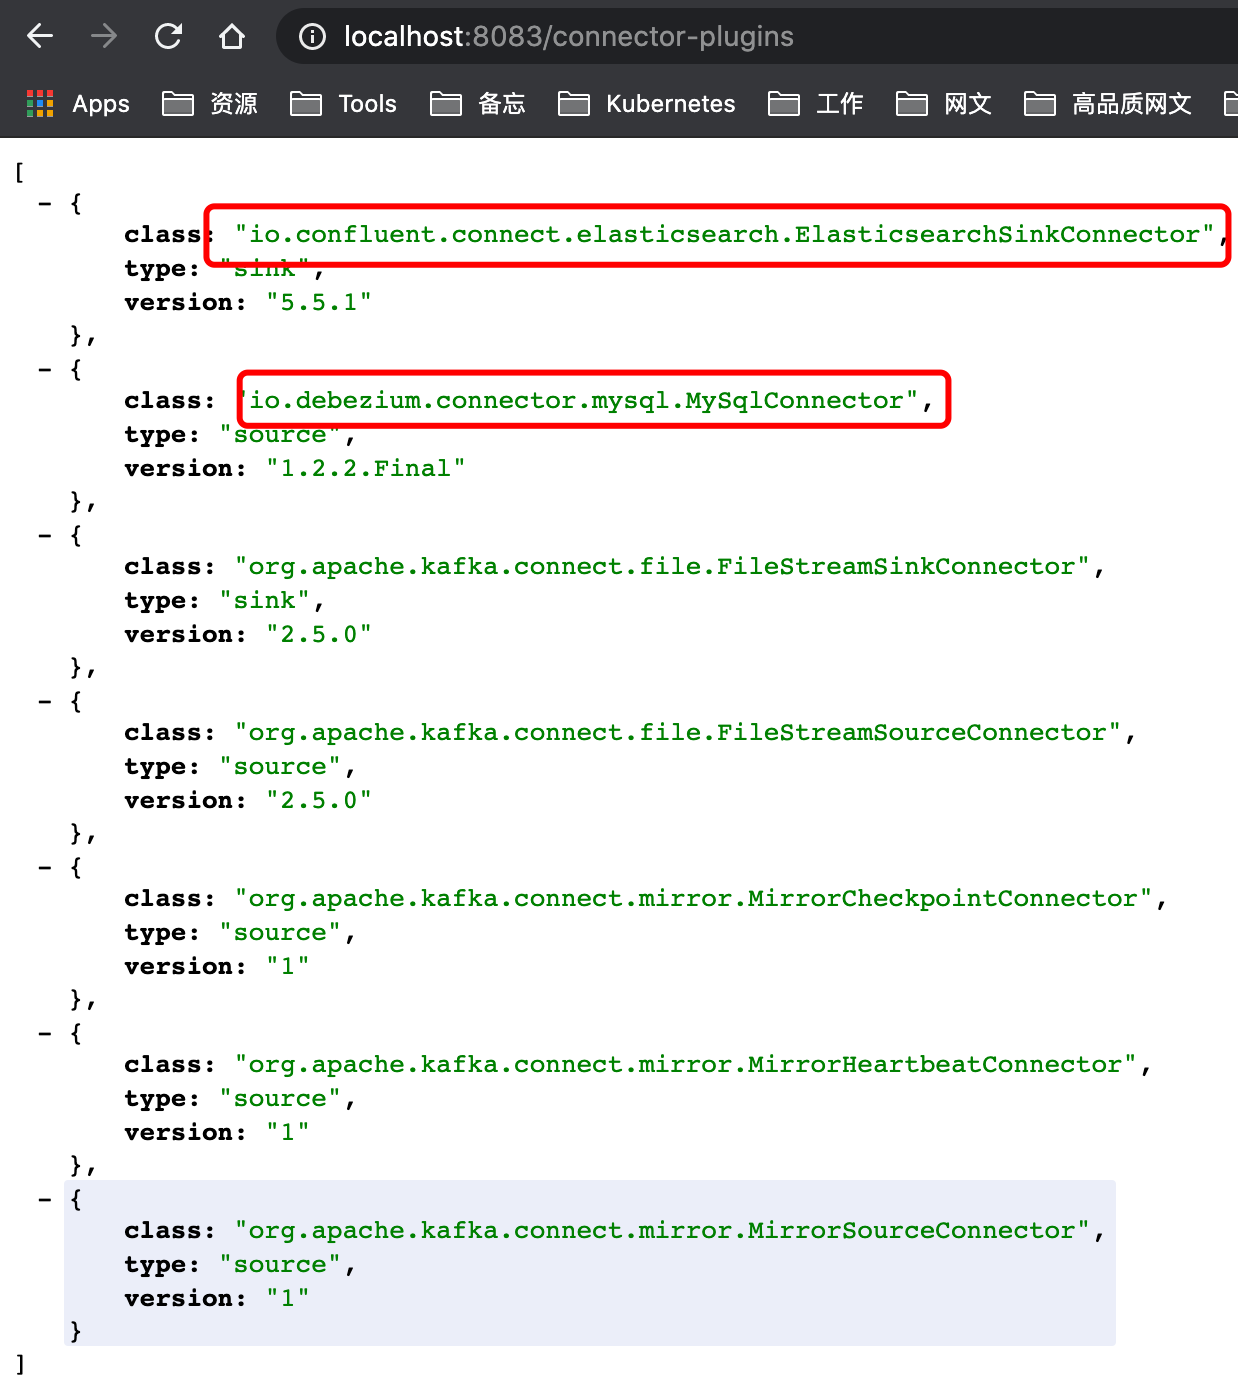 localhost:8083/connector-plugins
Apps 资源 Tools 备忘 Kubernetes 工作 网文 高品质网文
[
- {
class: "io.confluent.connect.elasticsearch.ElasticsearchSinkConnector",
type: "sink",
version: "5.5.1"
},
- {
class: "io.debezium.connector.mysql.MySqlConnector",
type: "source",
version: "1.2.2.Final"
},
- {
class: "org.apache.kafka.connect.file.FileStreamSinkConnector",
type: "sink",
version: "2.5.0"
},
- {
class: "org.apache.kafka.connect.file.FileStreamSourceConnector",
type: "source",
version: "2.5.0"
},
- {
class: "org.apache.kafka.connect.mirror.MirrorCheckpointConnector",
type: "source",
version: "1"
},
- {
class: "org.apache.kafka.connect.mirror.MirrorHeartbeatConnector",
type: "source",
version: "1"
},
- {
class: "org.apache.kafka.connect.mirror.MirrorSourceConnector",
type: "source",
version: "1"
}
]